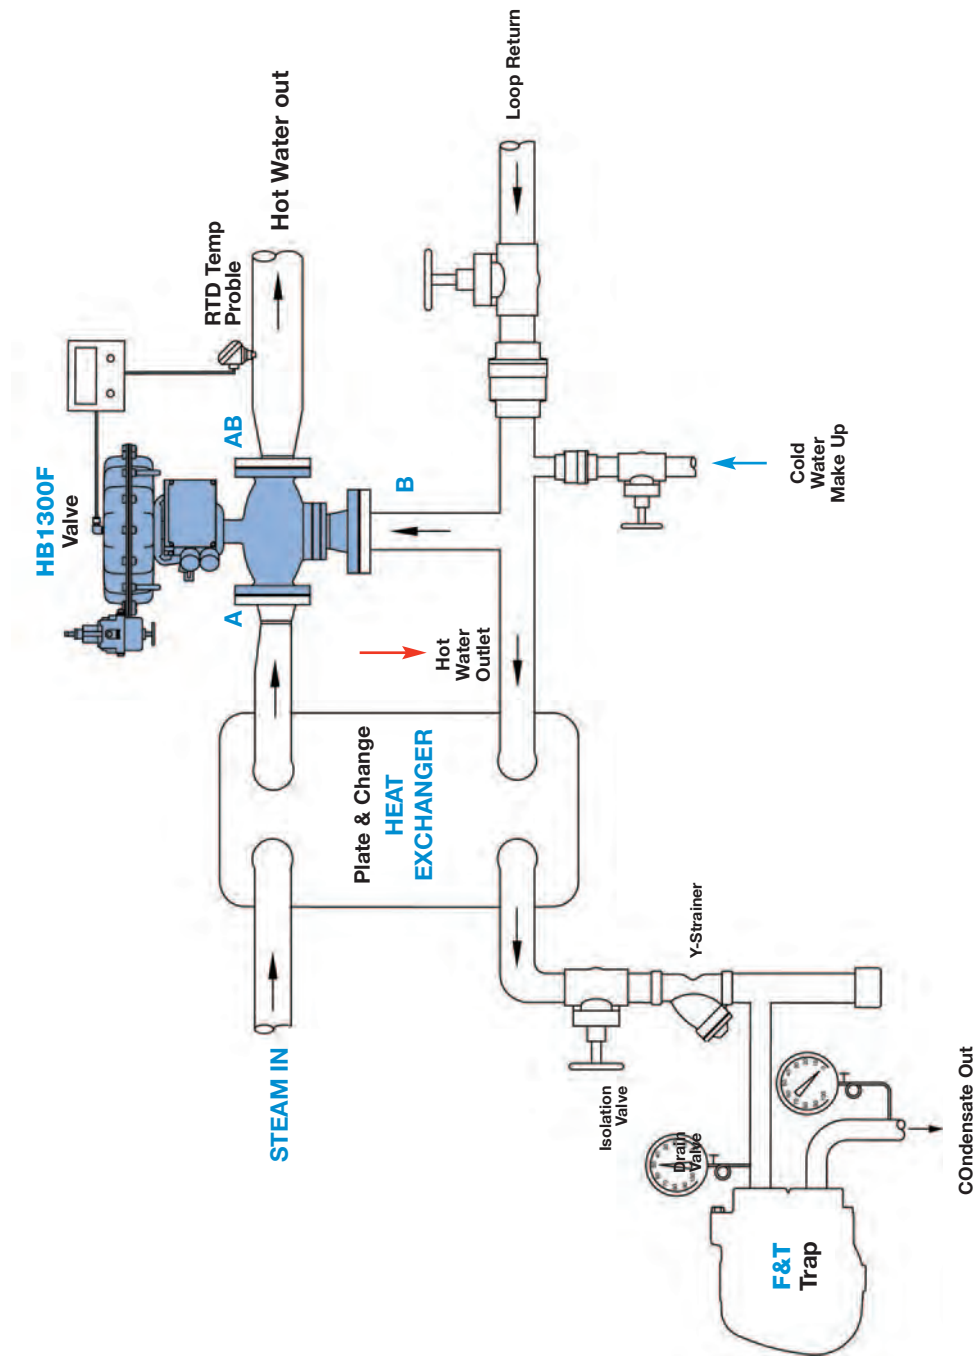 HB1300F
Valve
RTD Temp
Proble
Hot Water out
Loop Return
A
AB
B
Hot
Water
Outlet
Cold
Water
Make Up
Plate & Change
HEAT
EXCHANGER
STEAM IN
Isolation
Valve
Y-Strainer
Drain
Valve
F&T
Trap
COndensate Out